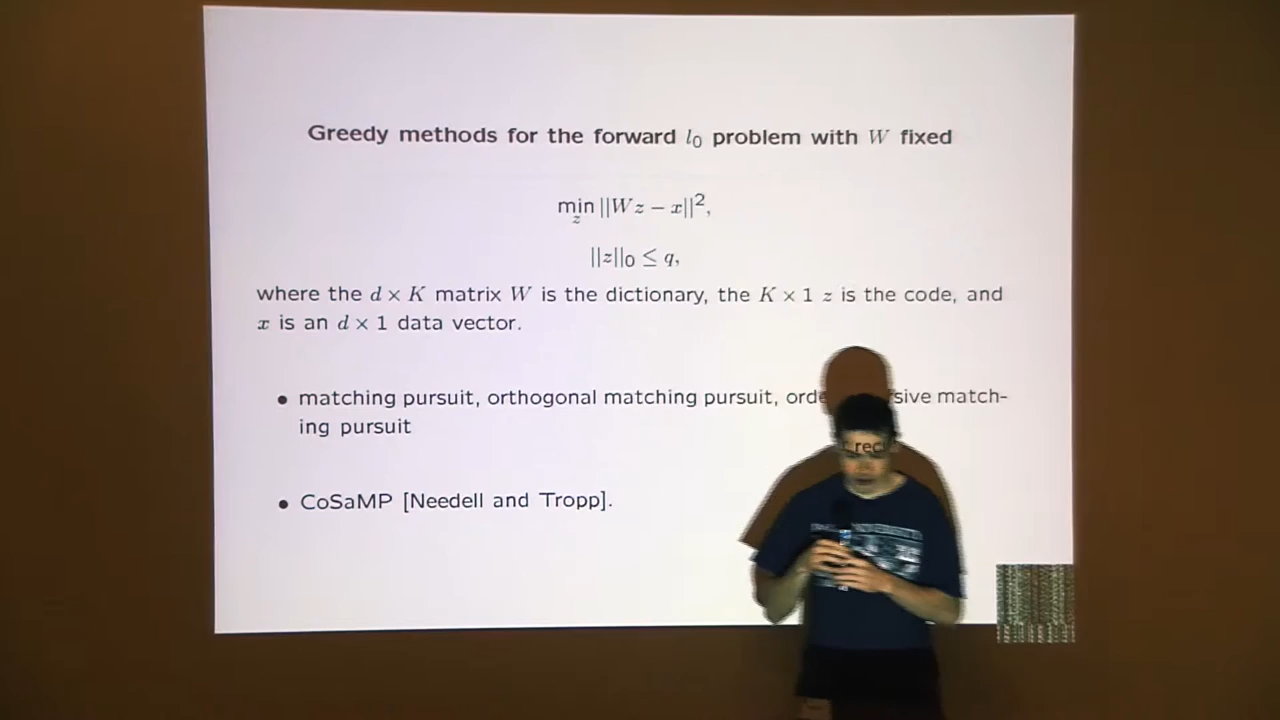 Greedy methods for the forward l₀ problem with W fixed
min_z ||Wz − x||²,
||z||₀ ≤ q,
where the d × K matrix W is the dictionary, the K × 1 z is the code, and
x is an d × 1 data vector.
• matching pursuit, orthogonal matching pursuit, orde rec sive match-
ing pursuit
• CoSaMP [Needell and Tropp].